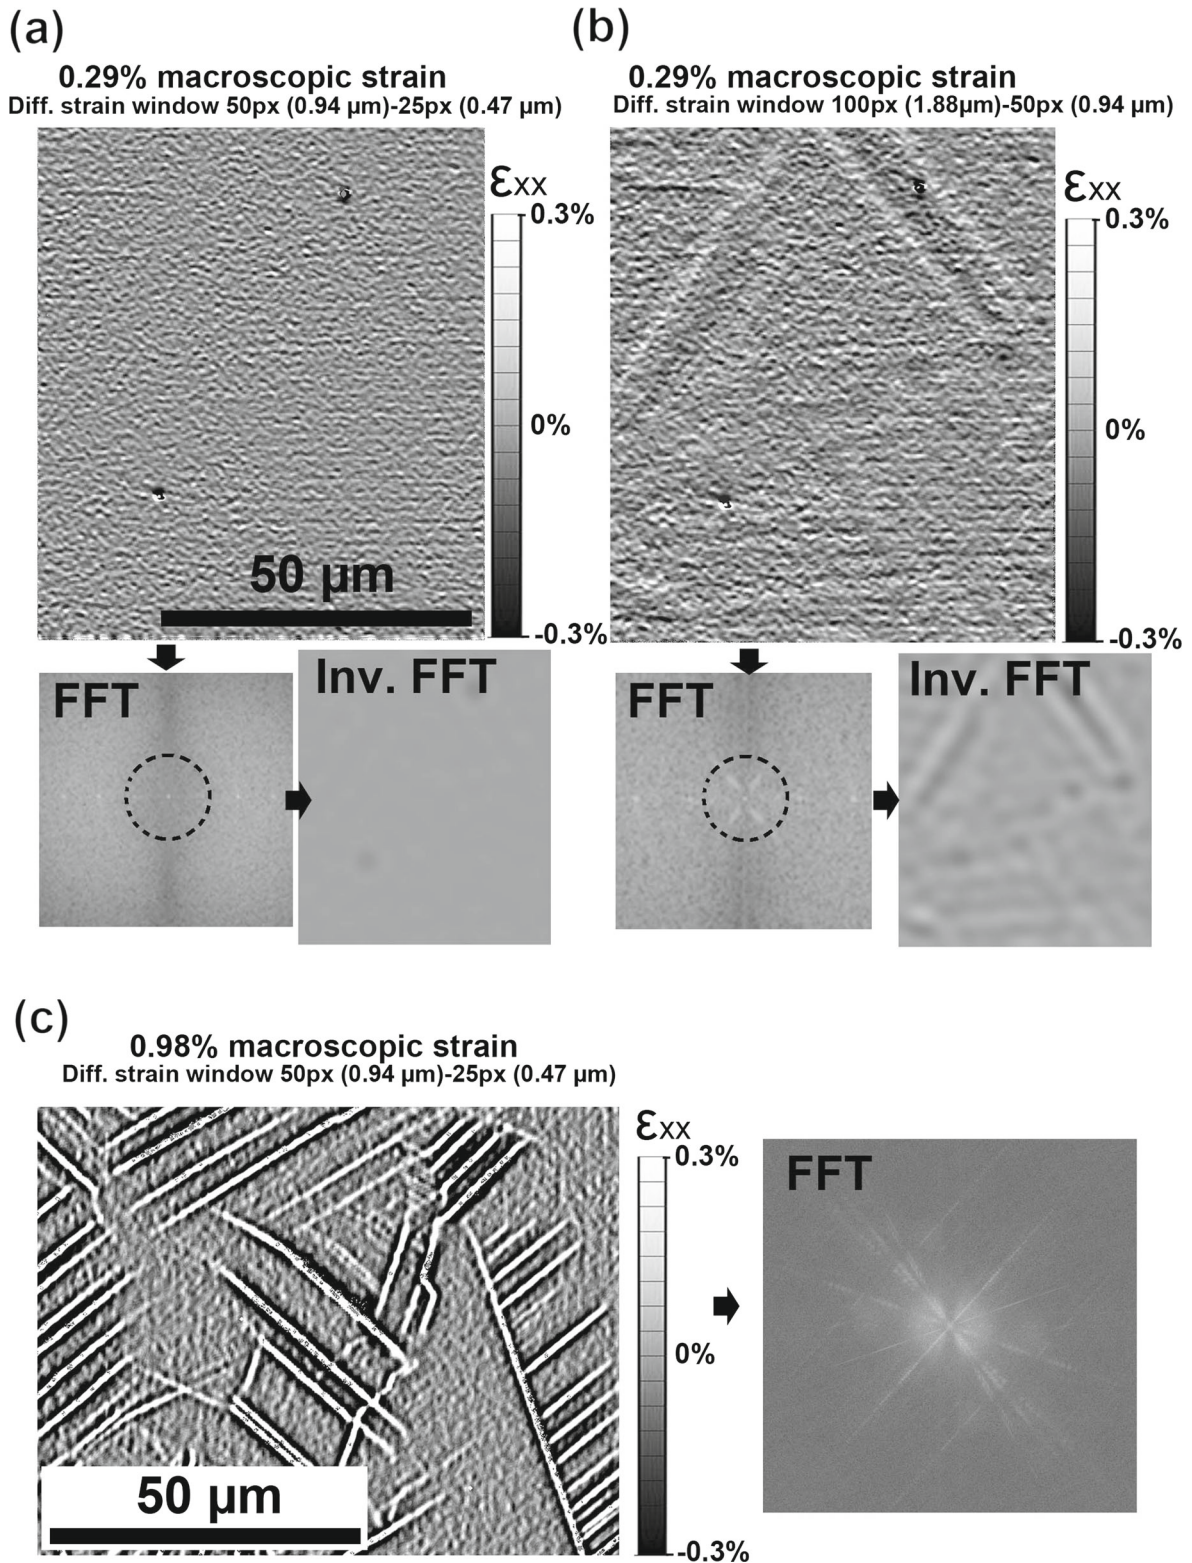 (a)
0.29% macroscopic strain
Diff. strain window 50px (0.94 µm)-25px (0.47 µm)
εxx
0.3%
0%
-0.3%
50 µm
FFT
Inv. FFT
(b)
0.29% macroscopic strain
Diff. strain window 100px (1.88µm)-50px (0.94 µm)
εxx
0.3%
0%
-0.3%
FFT
Inv. FFT
(c)
0.98% macroscopic strain
Diff. strain window 50px (0.94 µm)-25px (0.47 µm)
εxx
0.3%
0%
-0.3%
50 µm
FFT